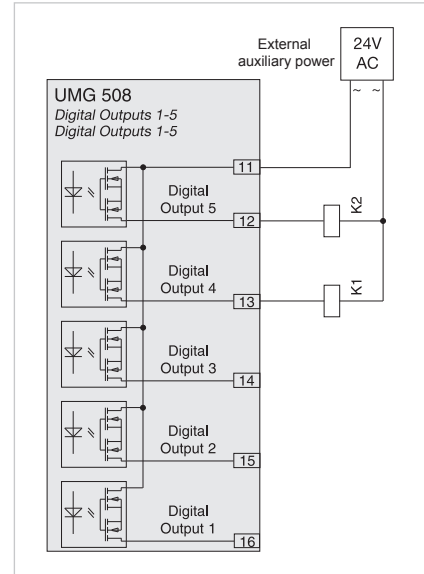 External
auxiliary power
24V
AC
~ ~
UMG 508
Digital Outputs 1-5
Digital Outputs 1-5
11
Digital
Output 5
12
K2
Digital
Output 4
13
K1
Digital
Output 3
14
Digital
Output 2
15
Digital
Output 1
16